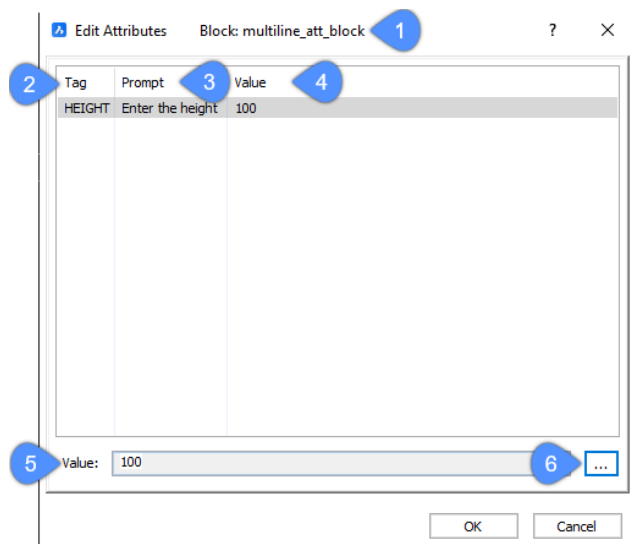 Edit Attributes Block: multiline_att_block 1 ?
2 Tag Prompt 3 Value 4
HEIGHT Enter the height 100
5 Value: 100 6 ...
OK Cancel